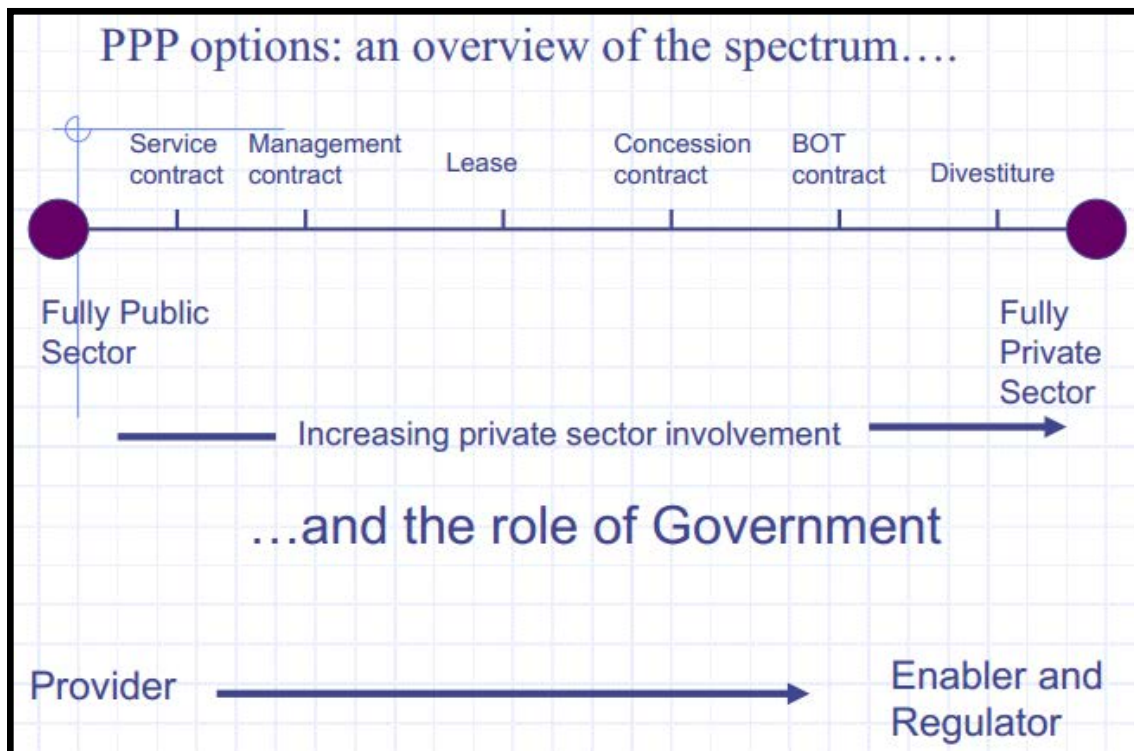 PPP options: an overview of the spectrum….
Service
contract
Management
contract
Lease
Concession
contract
BOT
contract
Divestiture
Fully Public
Sector
Fully
Private
Sector
Increasing private sector involvement
…and the role of Government
Provider
Enabler and
Regulator